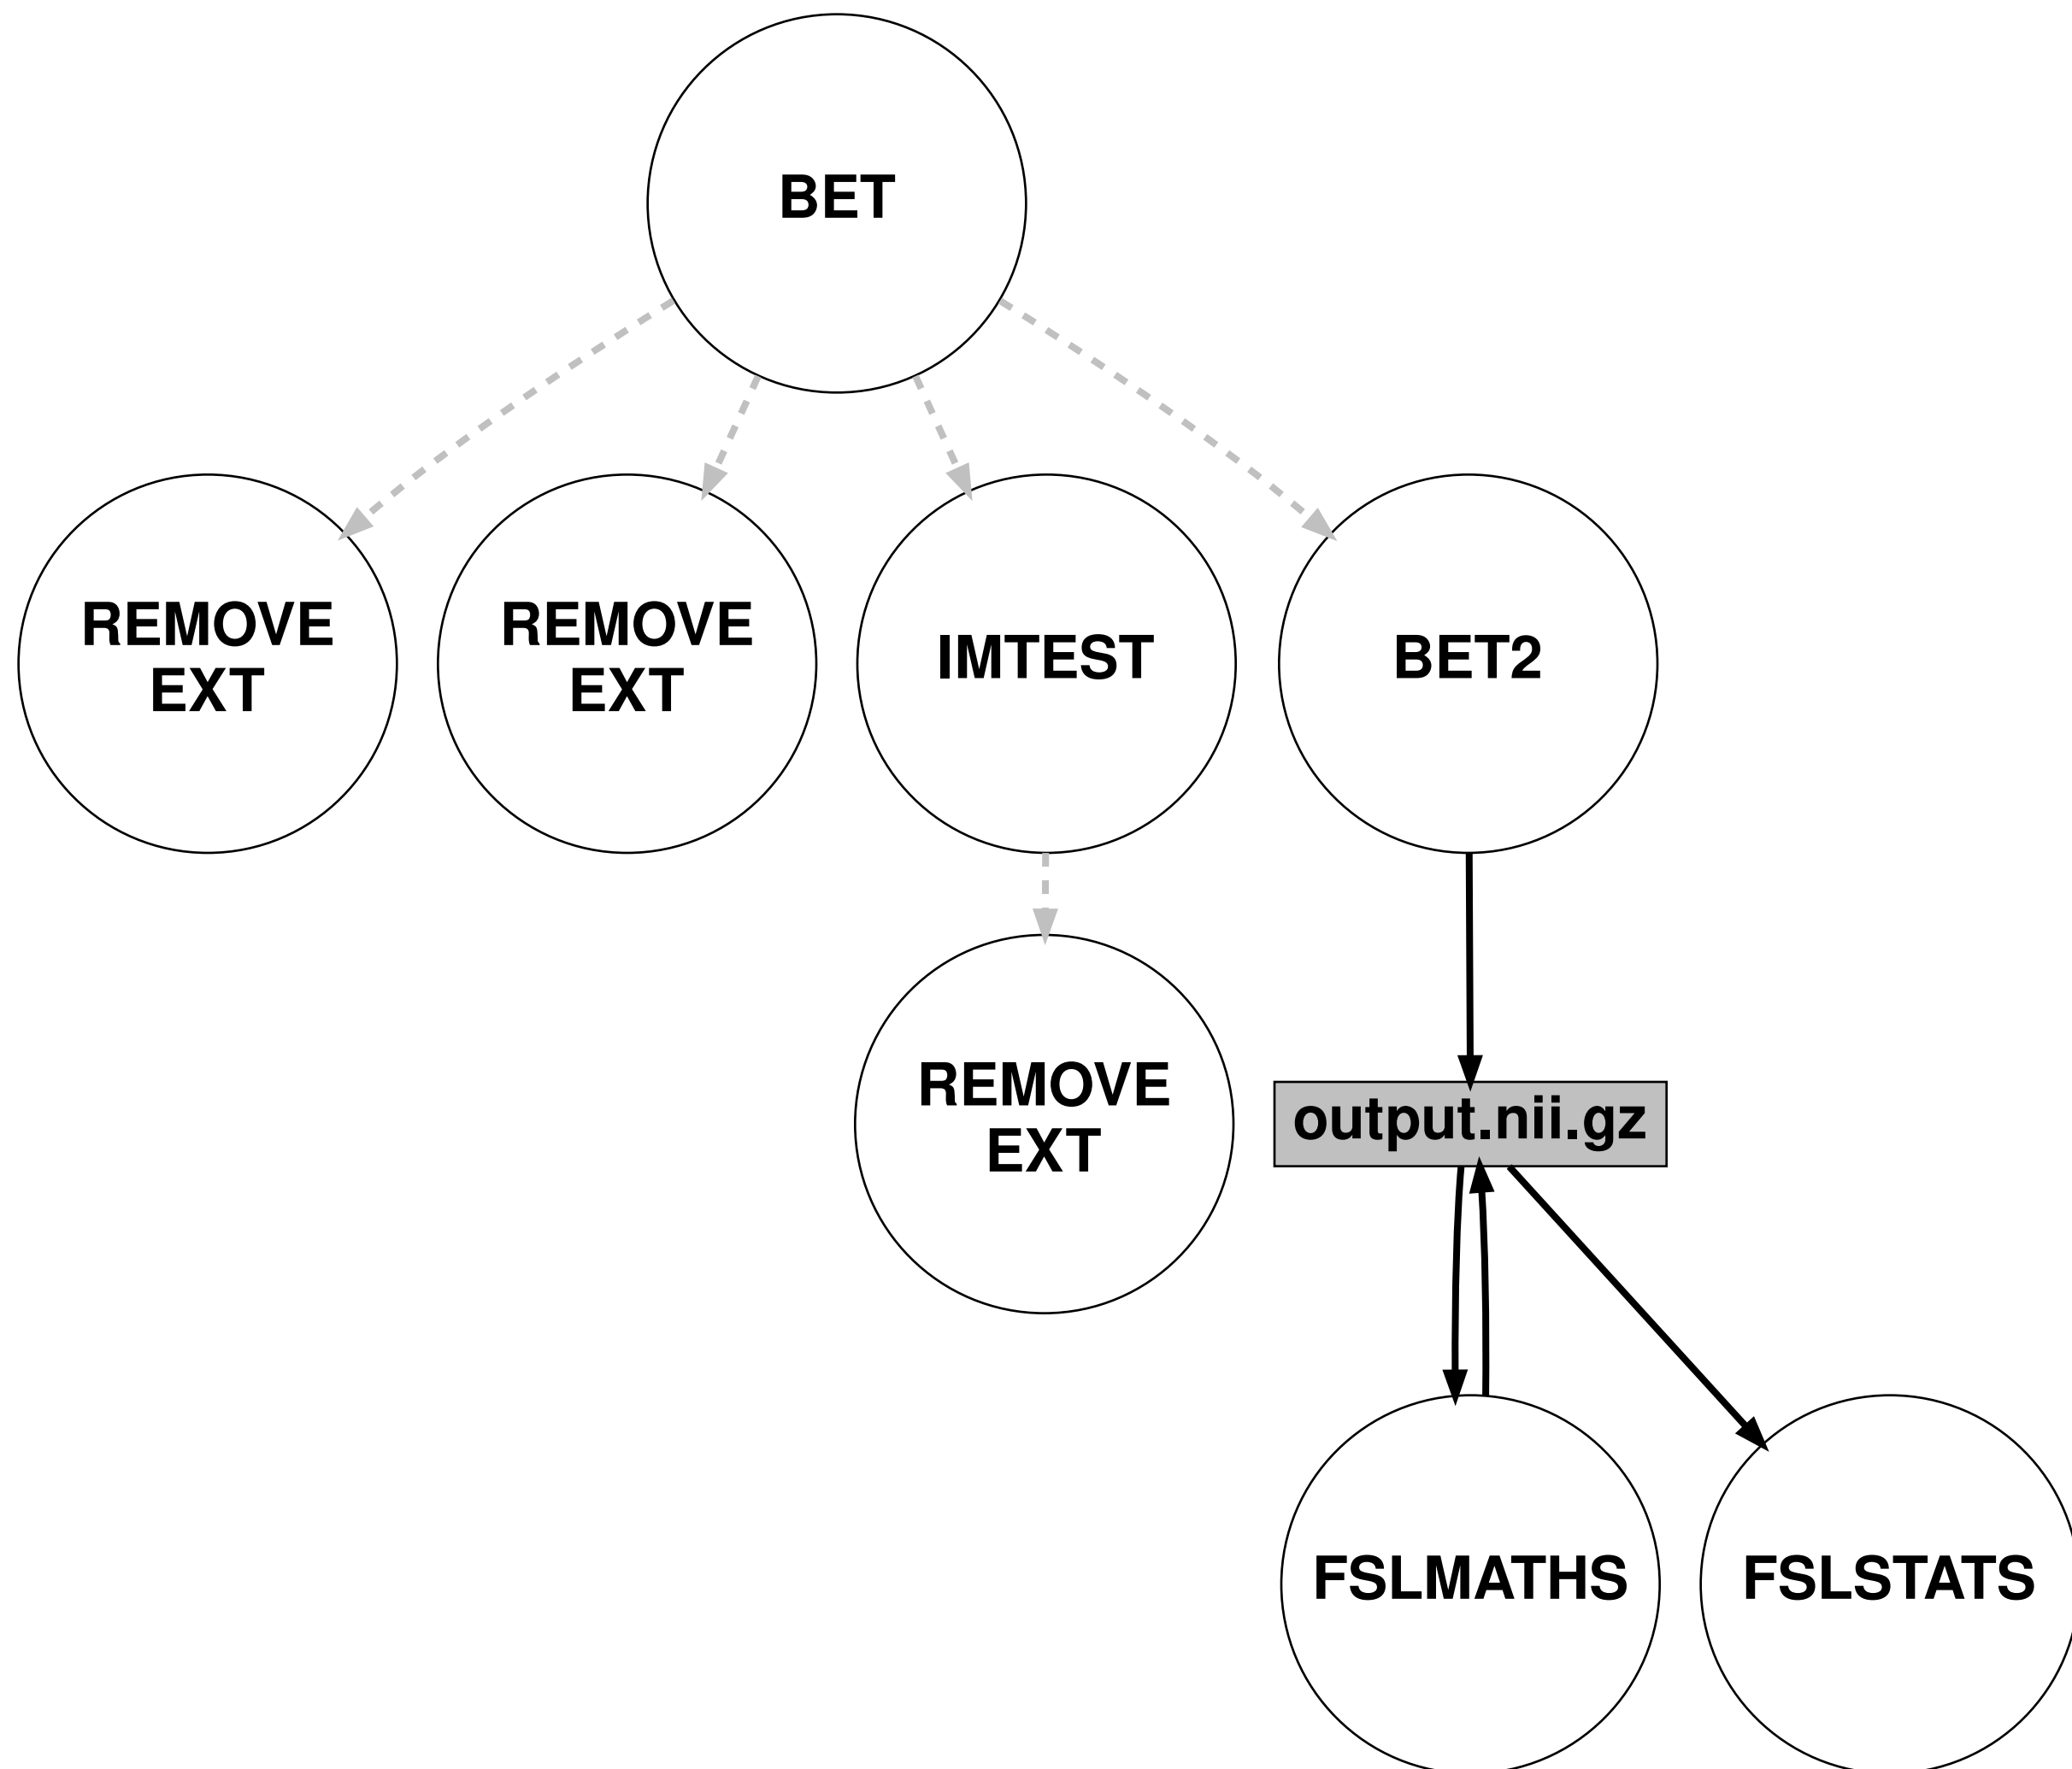 BET
REMOVE
EXT
REMOVE
EXT
IMTEST
BET2
REMOVE
EXT
output.nii.gz
FSLMATHS
FSLSTATS